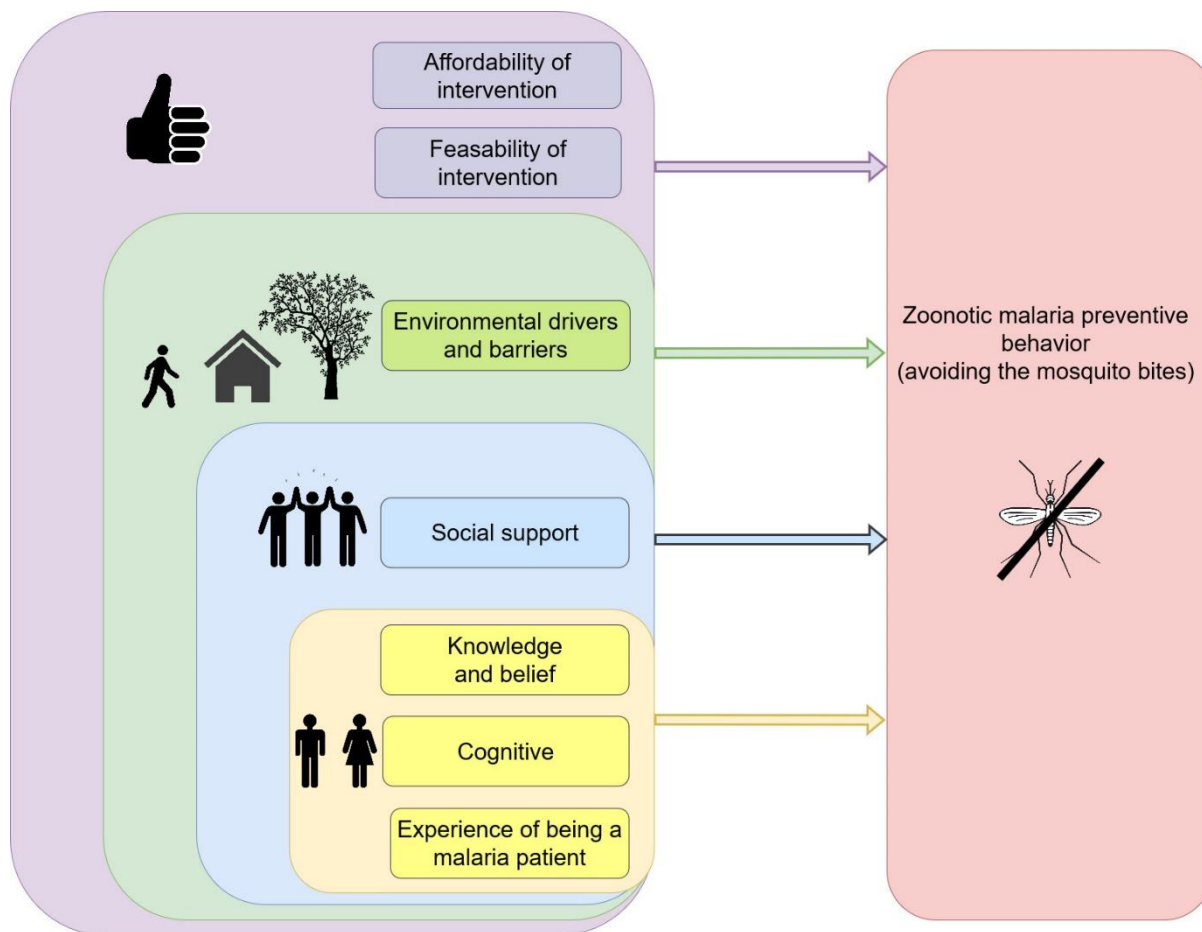 Affordability of
intervention
Feasability of
intervention
Environmental drivers
and barriers
Social support
Knowledge
and belief
Cognitive
Experience of being a
malaria patient
Zoonotic malaria preventive
behavior
(avoiding the mosquito bites)